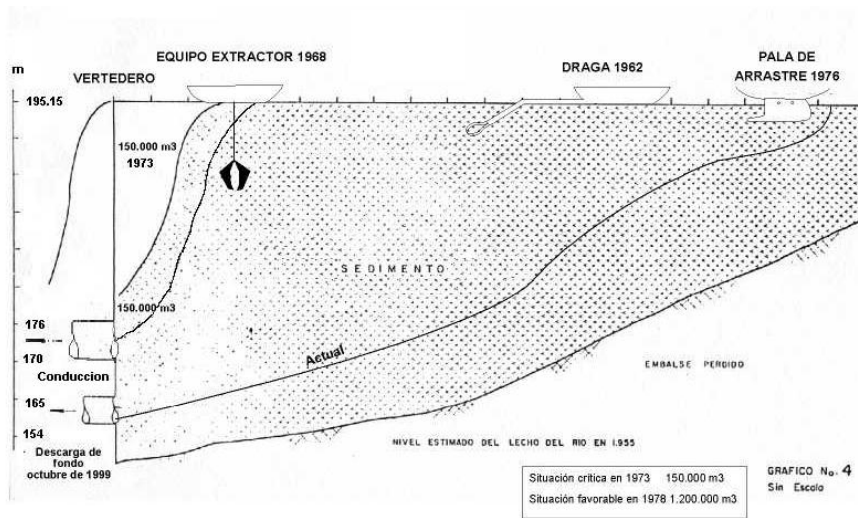 EQUIPO EXTRACTOR 1968
PALA DE
ARRASTRE 1976
DRAGA 1962
m
VERTEDERO
195.15
150.000 m3
1973
SEDIMENTO
150.000 m3
176
Actual
170
EMBALSE PERDIDO
Conduccion
165
154
NIVEL ESTIMADO DEL LECHO DEL RIO EN 1.955
Descarga de
fondo
octubre de 1999
Situación crítica en 1973 150.000 m3
Situación favorable en 1978 1.200.000 m3
GRAFICO No. 4
Sin Escala